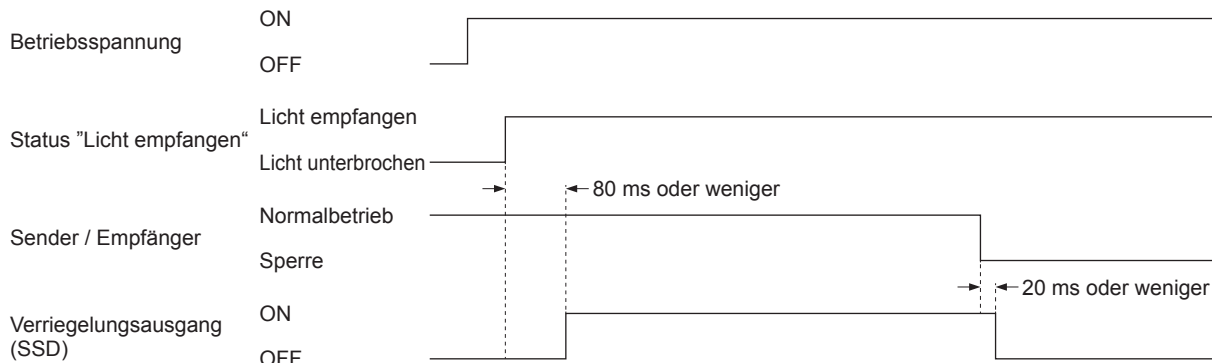 ON
Betriebsspannung
OFF
Licht empfangen
Status "Licht empfangen“
Licht unterbrochen
80 ms oder weniger
Normalbetrieb
Sender / Empfänger
Sperre
20 ms oder weniger
ON
Verriegelungsausgang
(SSD)
OFF